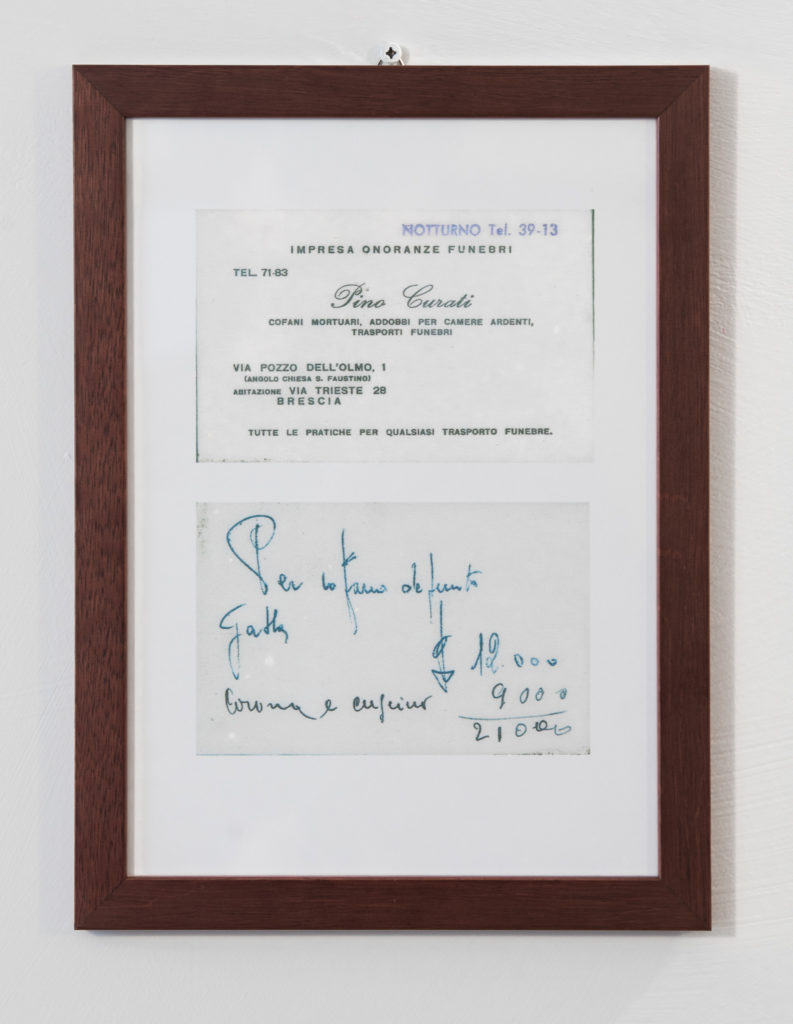 NOTTURNO Tel. 39-13
IMPRESA ONORANZE FUNEBRI
TEL. 71-83
Pino Curati
COFANI MORTUARI, ADDOBBI PER CAMERE ARDENTI,
TRASPORTI FUNEBRI
VIA POZZO DELL'OLMO, 1
(ANGOLO CHIESA S. FAUSTINO)
ABITAZIONE VIA TRIESTE 28
BRESCIA
TUTTE LE PRATICHE PER QUALSIASI TRASPORTO FUNEBRE.
Per cofano defunto
12.000
Corona e cuscino 9000
21000